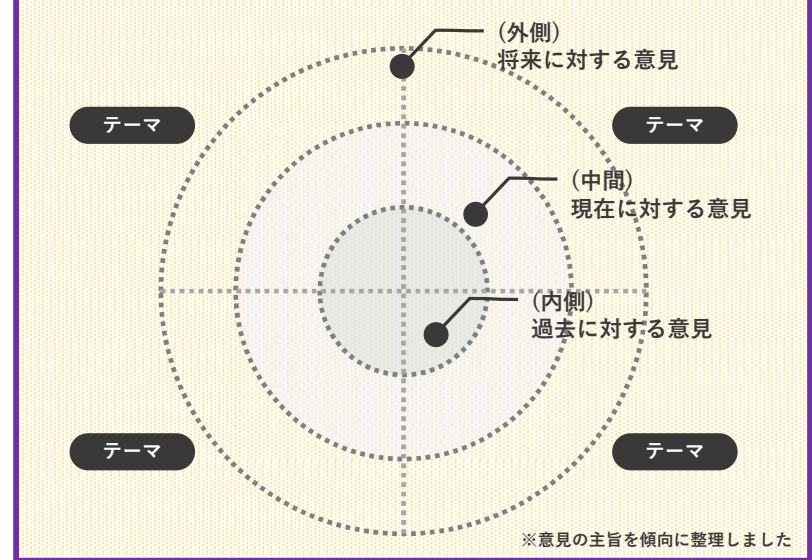 (外側)
将来に対する意見
テーマ
テーマ
(中間)
現在に対する意見
(内側)
過去に対する意見
テーマ
テーマ
※意見の主旨を傾向に整理しました